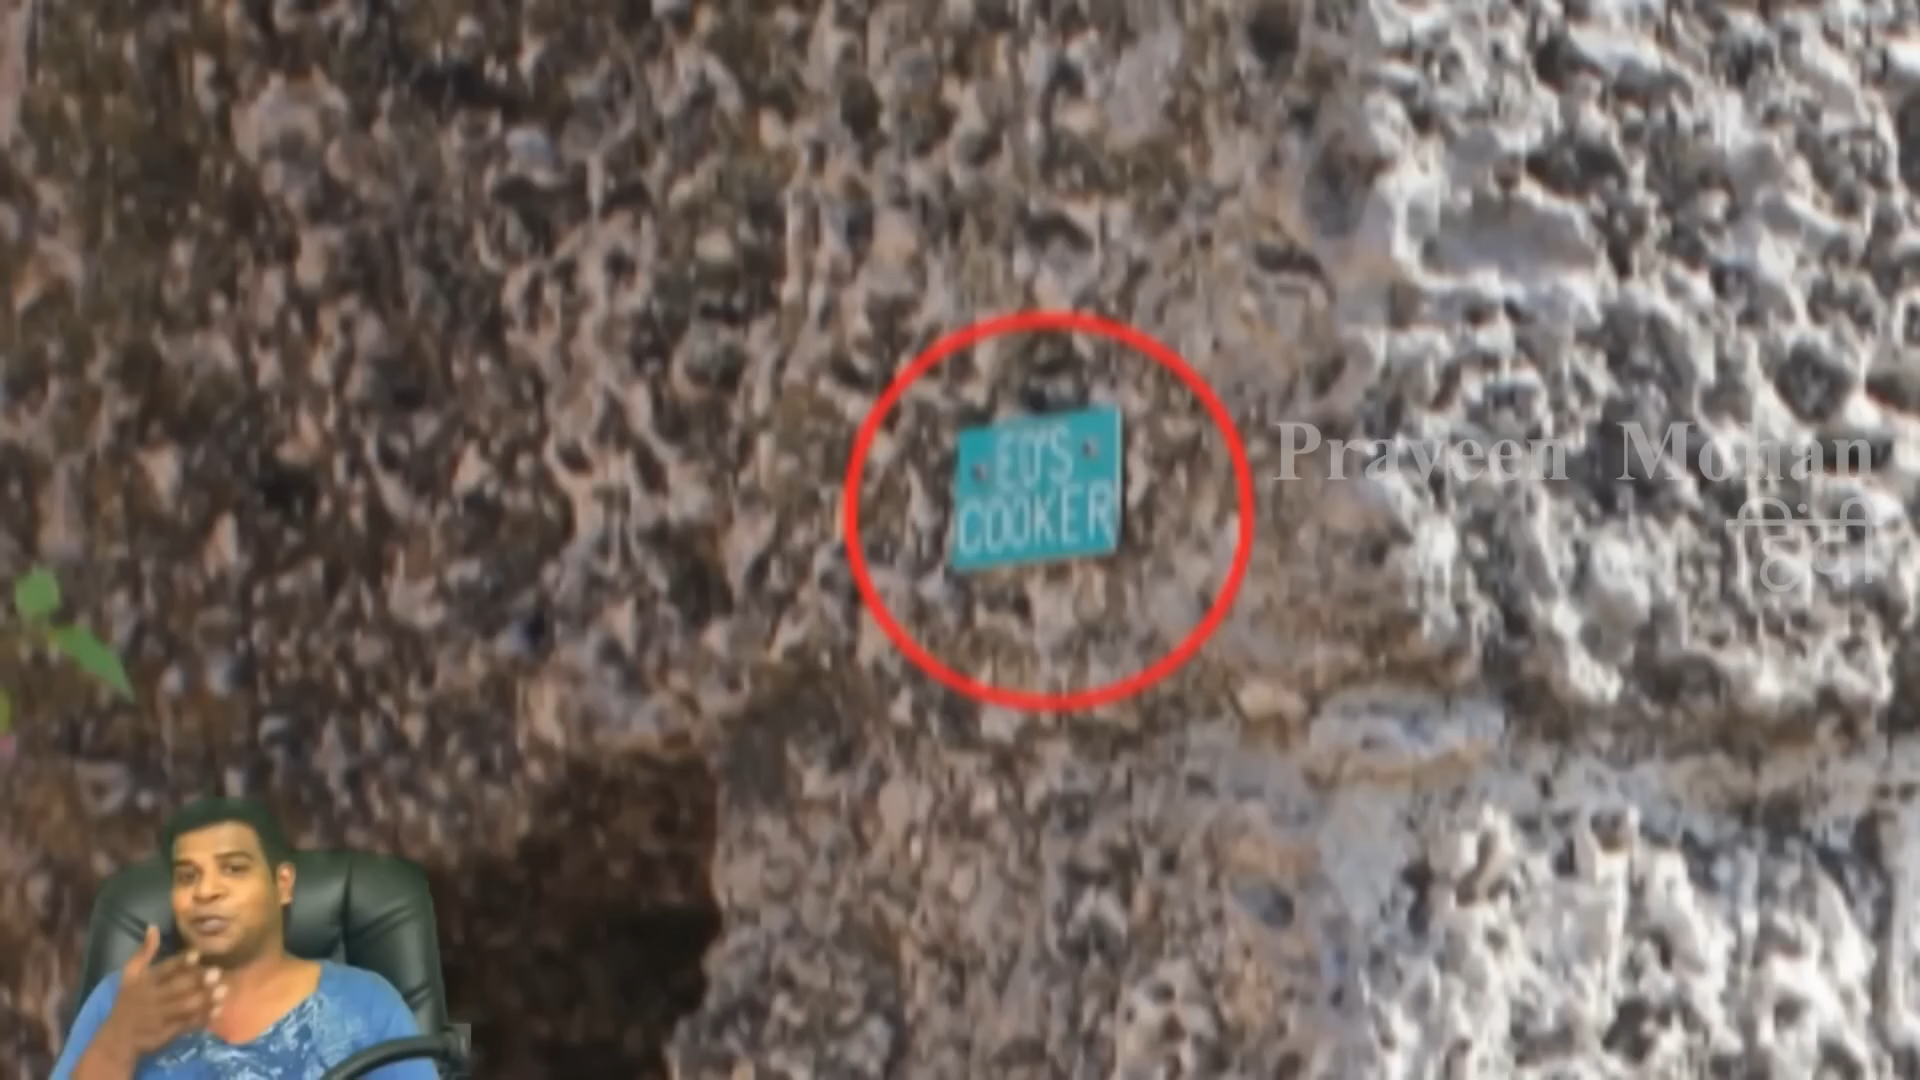 ED'S
COOKER
Praveen Mohan
हिंदी